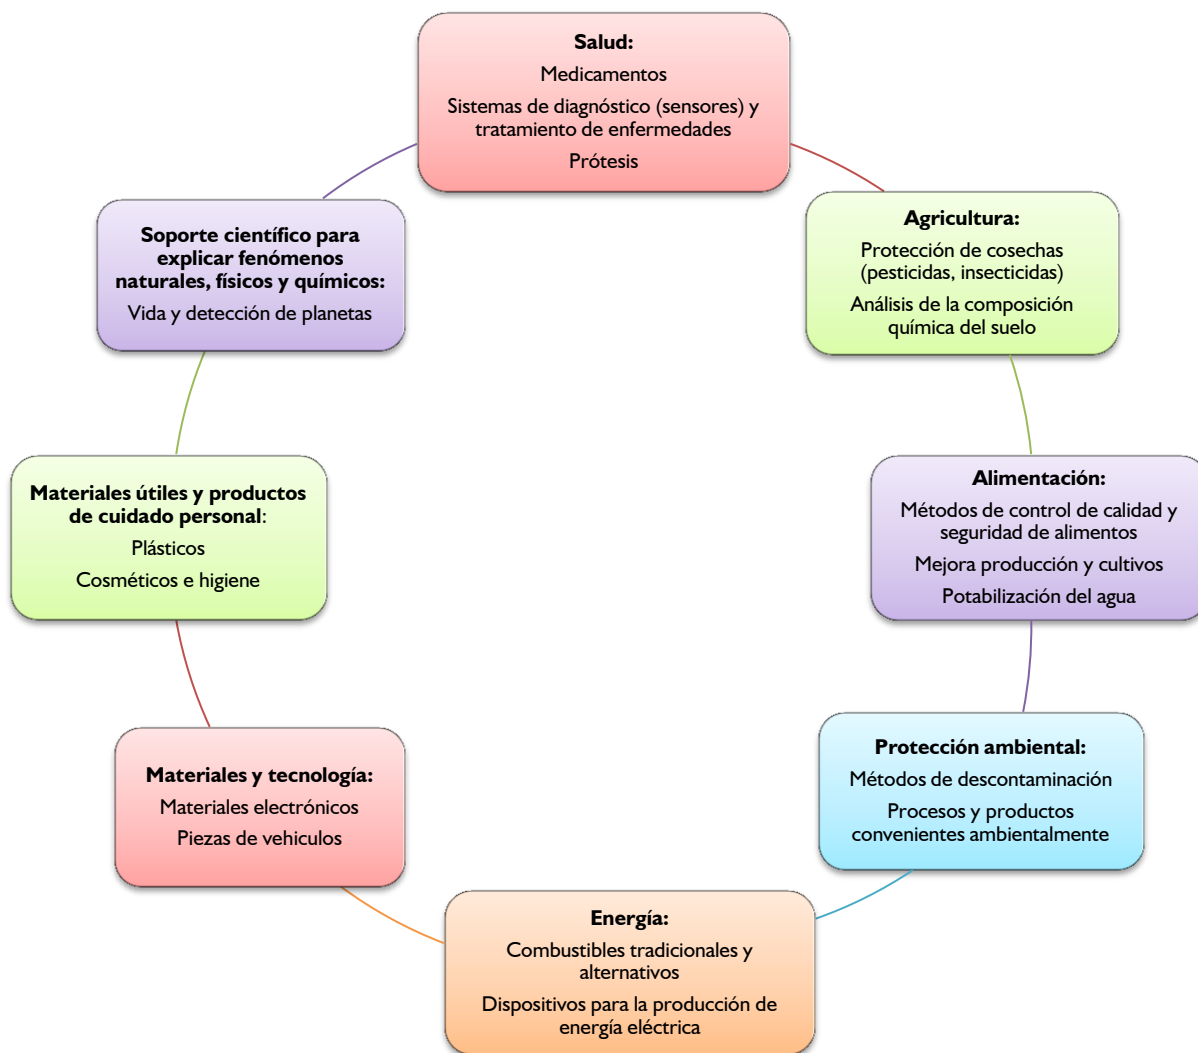 Salud:
Medicamentos
Sistemas de diagnóstico (sensores) y
tratamiento de enfermedades
Prótesis
Agricultura:
Protección de cosechas
(pesticidas, insecticidas)
Análisis de la composición
química del suelo
Alimentación:
Métodos de control de calidad y
seguridad de alimentos
Mejora producción y cultivos
Potabilización del agua
Protección ambiental:
Métodos de descontaminación
Procesos y productos
convenientes ambientalmente
Energía:
Combustibles tradicionales y
alternativos
Dispositivos para la producción de
energía eléctrica
Materiales y tecnología:
Materiales electrónicos
Piezas de vehiculos
Materiales útiles y productos
de cuidado personal:
Plásticos
Cosméticos e higiene
Soporte científico para
explicar fenómenos
naturales, físicos y químicos:
Vida y detección de planetas